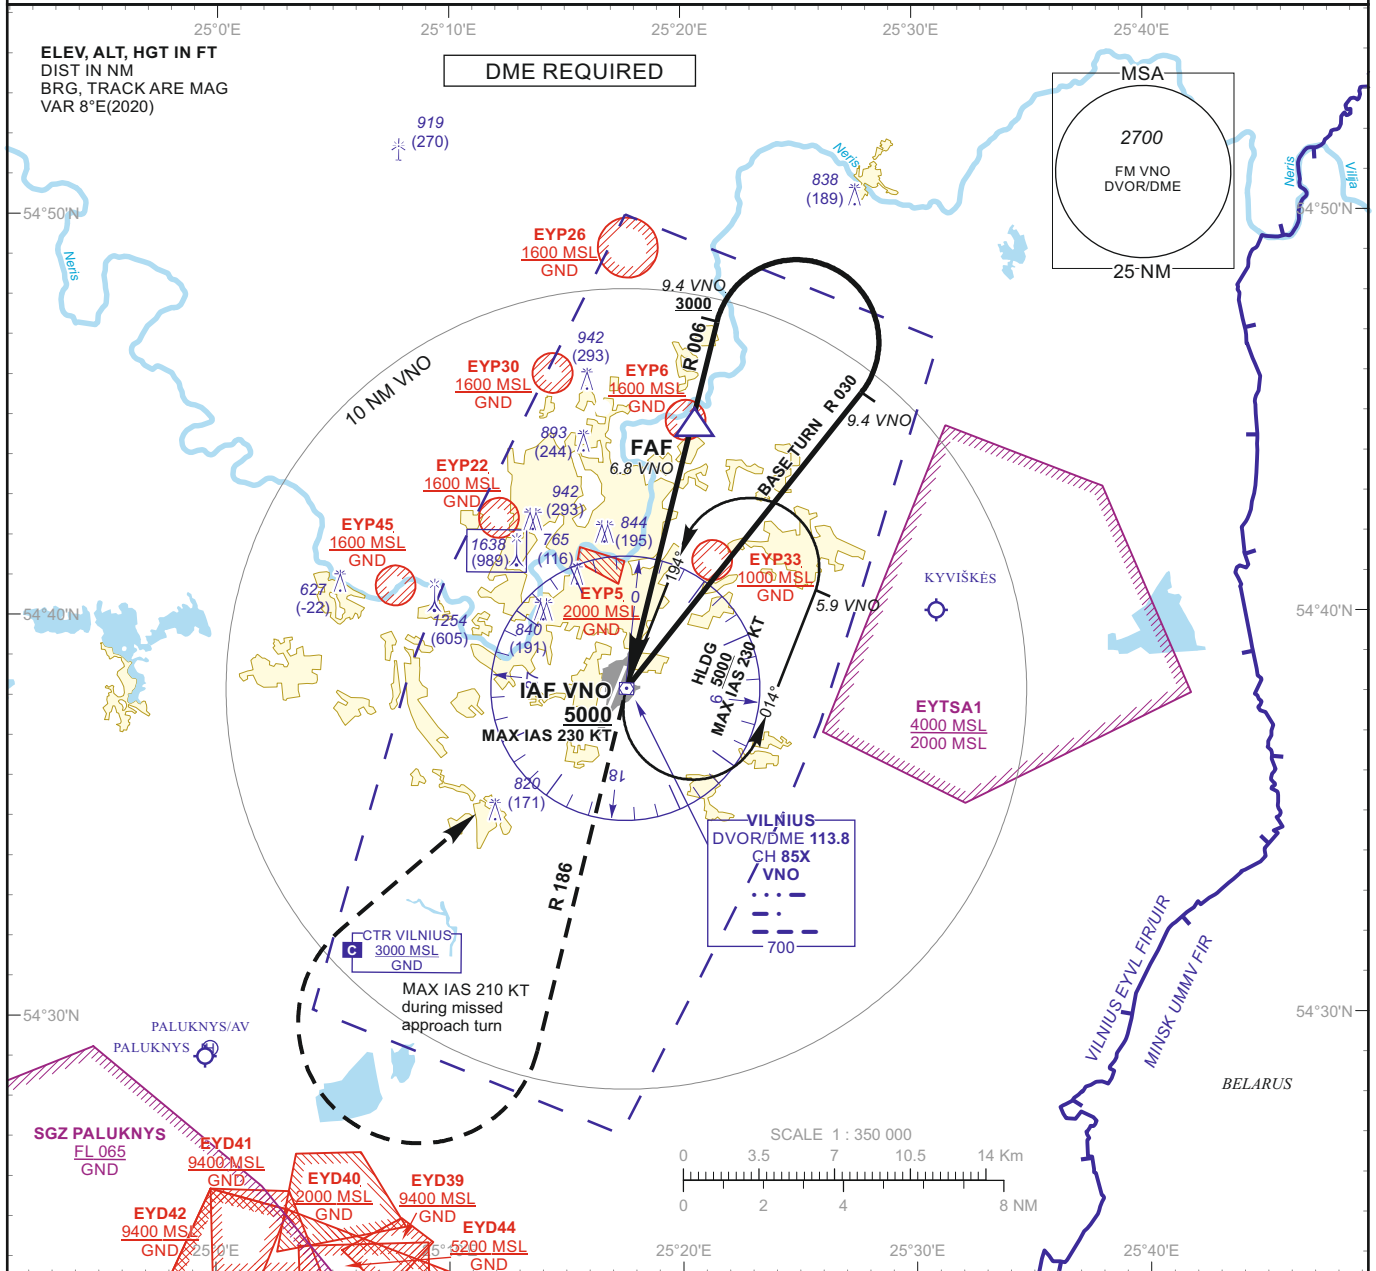 25°0'E
25°10'E
25°20'E
25°30'E
25°40'E
ELEV, ALT, HGT IN FT
DIST IN NM
BRG, TRACK ARE MAG
VAR 8°E(2020)
DME REQUIRED
MSA
2700
FM VNO
DVOR/DME
25 NM
919
(270)
Neris
838
(189)
Neris
Vilija
54°50'N
54°50'N
Neris
EYP26
1600 MSL
GND
9.4 VNO
3000
R 006
942
(293)
EYP30
1600 MSL
GND
EYP6
1600 MSL
GND
10 NM VNO
BASE TURN R 030
9.4 VNO
893
(244)
FAF
6.8 VNO
EYP22
1600 MSL
GND
942
(293)
844
(195)
EYP45
1600 MSL
GND
1638
(989)
765
(116)
194°
EYP33
1000 MSL
GND
KYVIŠKĖS
627
(-22)
EYP5
2000 MSL
GND
0
5.9 VNO
54°40'N
54°40'N
1254
(605)
840
(191)
HLDG
5000
MAX IAS 230 KT
9
014°
IAF VNO
5000
MAX IAS 230 KT
EYTSA1
4000 MSL
2000 MSL
18
820
(171)
VILNIUS
DVOR/DME 113.8
CH 85X
VNO
700
R 186
CTR VILNIUS
C
3000 MSL
GND
MAX IAS 210 KT
during missed
approach turn
VILNIUS EYVL FIR/UIR
MINSK UMMV FIR
54°30'N
54°30'N
PALUKNYS/AV
PALUKNYS
BELARUS
SGZ PALUKNYS
FL 065
GND
SCALE 1 : 350 000
0
3.5
7
10.5
14 Km
0
2
4
8 NM
EYD41
9400 MSL
GND
EYD40
2000 MSL
GND
EYD39
9400 MSL
GND
EYD42
9400 MSL
GND
EYD44
5200 MSL
GND
25°0'E
25°10'E
25°20'E
25°30'E
25°40'E